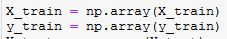 X_train = np.array(X_train)
y_train = np.array(y_train)